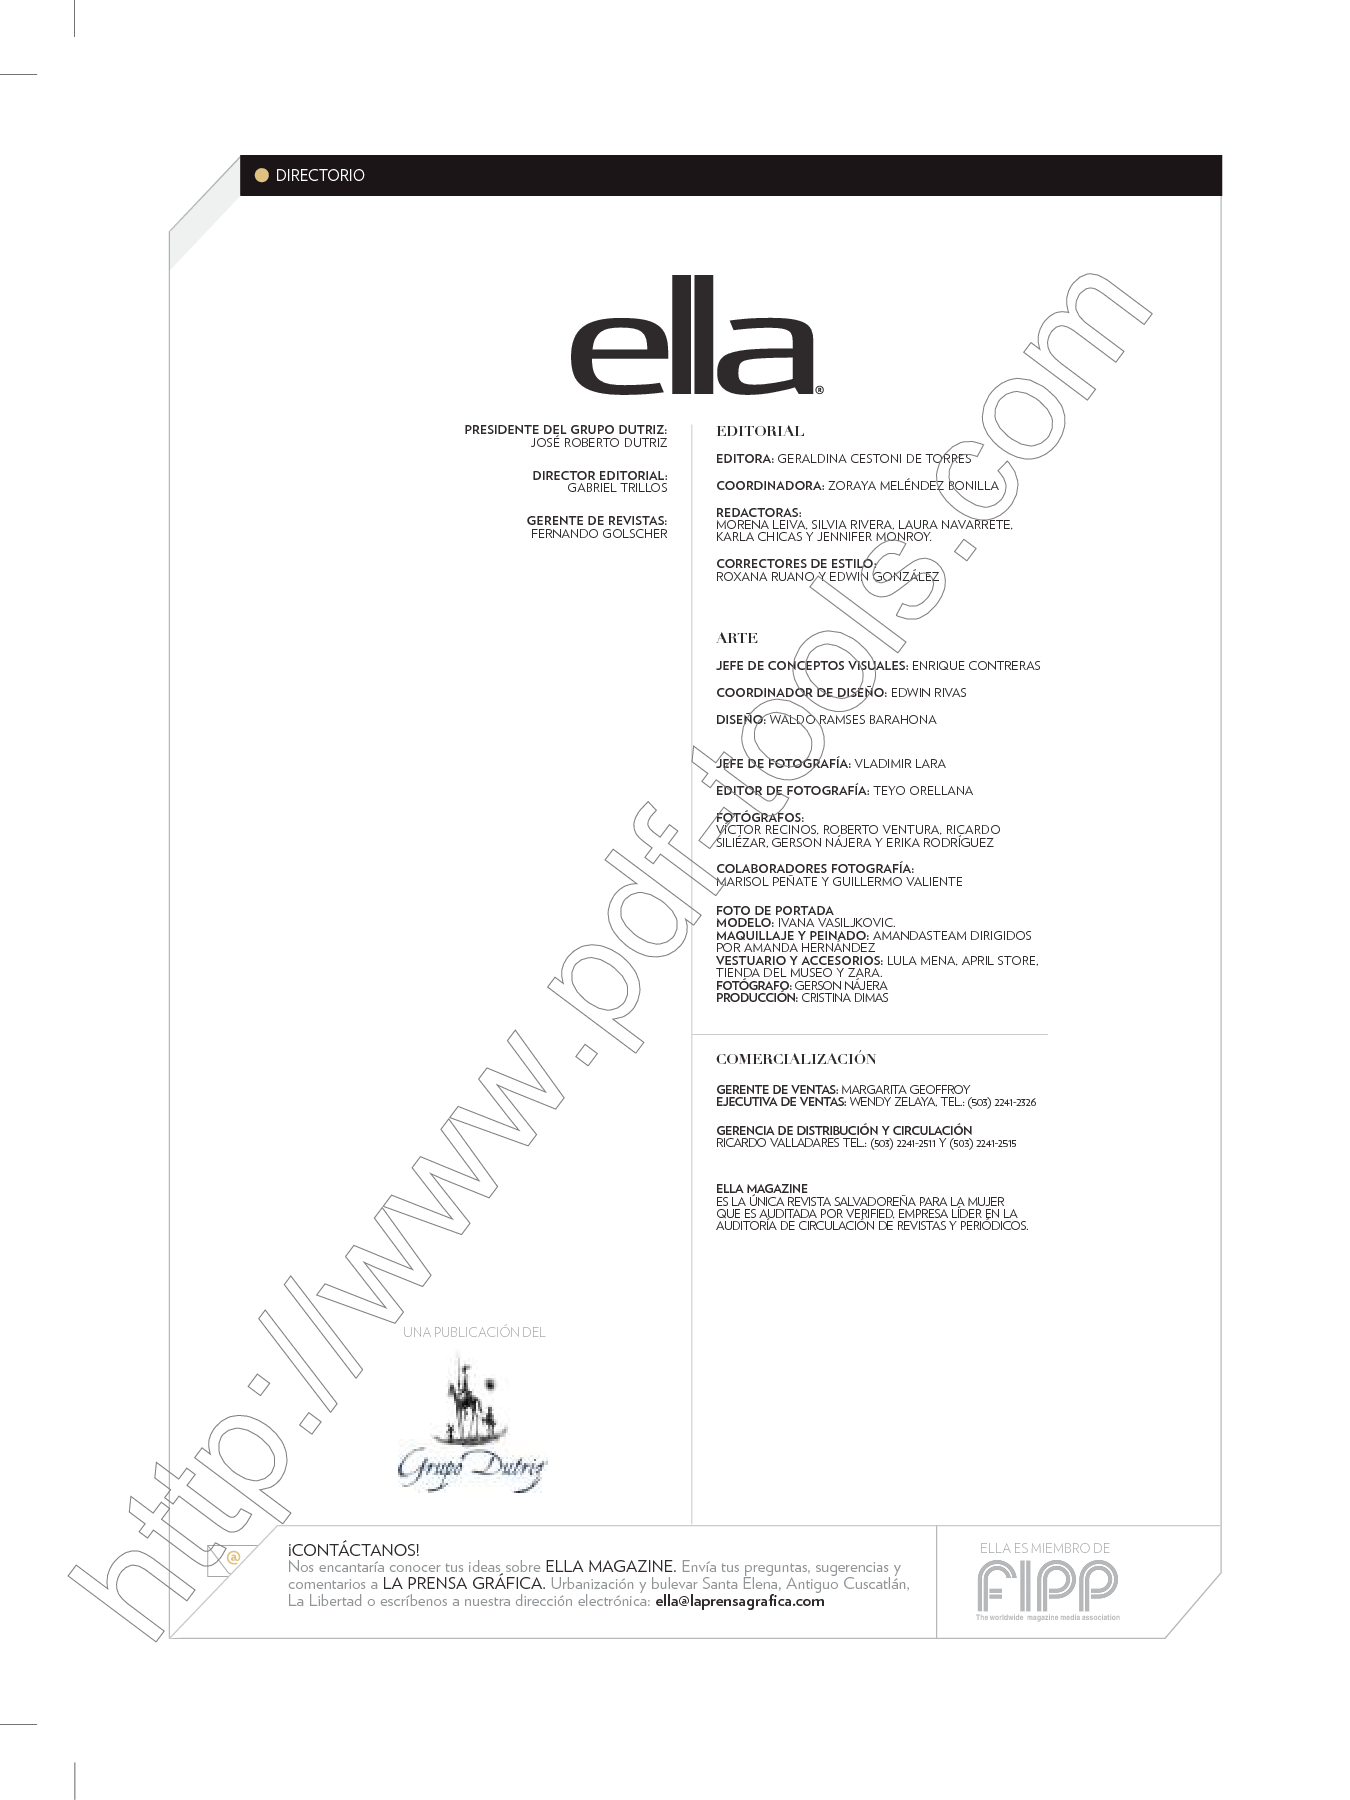 DIRECTORIO
ella®
PRESIDENTE DEL GRUPO DUTRIZ:
JOSÉ ROBERTO DUTRIZ
DIRECTOR EDITORIAL:
GABRIEL TRILLOS
GERENTE DE REVISTAS:
FERNANDO GOLSCHER
EDITORIAL
EDITORA: GERALDINA CESTONI DE TORRES
COORDINADORA: ZORAYA MELÉNDEZ BONILLA
REDACTORAS:
MORENA LEIVA, SILVIA RIVERA, LAURA NAVARRETE,
KARLA CHICAS Y JENNIFER MONROY.
CORRECTORES DE ESTILO:
ROXANA RUANO Y EDWIN GONZÁLEZ
ARTE
JEFE DE CONCEPTOS VISUALES: ENRIQUE CONTRERAS
COORDINADOR DE DISEÑO: EDWIN RIVAS
DISEÑO: WALDO RAMSES BARAHONA
JEFE DE FOTOGRAFÍA: VLADIMIR LARA
EDITOR DE FOTOGRAFÍA: TEYO ORELLANA
FOTÓGRAFOS:
VÍCTOR RECINOS, ROBERTO VENTURA, RICARDO
SILIÉZAR, GERSON NÁJERA Y ERIKA RODRÍGUEZ
COLABORADORES FOTOGRAFÍA:
MARISOL PEÑATE Y GUILLERMO VALIENTE
FOTO DE PORTADA
MODELO: IVANA VASILJKOVIC.
MAQUILLAJE Y PEINADO: AMANDASTEAM DIRIGIDOS
POR AMANDA HERNÁNDEZ
VESTUARIO Y ACCESORIOS: LULA MENA, APRIL STORE,
TIENDA DEL MUSEO Y ZARA.
FOTÓGRAFO: GERSON NÁJERA
PRODUCCIÓN: CRISTINA DIMAS
COMERCIALIZACIÓN
GERENTE DE VENTAS: MARGARITA GEOFFROY
EJECUTIVA DE VENTAS: WENDY ZELAYA, TEL.: (503) 2241-2326
GERENCIA DE DISTRIBUCIÓN Y CIRCULACIÓN
RICARDO VALLADARES TEL.: (503) 2241-2511 Y (503) 2241-2515
ELLA MAGAZINE
ES LA ÚNICA REVISTA SALVADOREÑA PARA LA MUJER
QUE ES AUDITADA POR VERIFIED, EMPRESA LÍDER EN LA
AUDITORÍA DE CIRCULACIÓN DE REVISTAS Y PERIÓDICOS.
UNA PUBLICACIÓN DEL
Grupo Dutriz
@
¡CONTÁCTANOS!
Nos encantaría conocer tus ideas sobre ELLA MAGAZINE. Envía tus preguntas, sugerencias y
comentarios a LA PRENSA GRÁFICA. Urbanización y bulevar Santa Elena, Antiguo Cuscatlán,
La Libertad o escríbenos a nuestra dirección electrónica: ella@laprensagrafica.com
ELLA ES MIEMBRO DE
FIPP
The worldwide magazine media association
http://www.pdf-tools.com